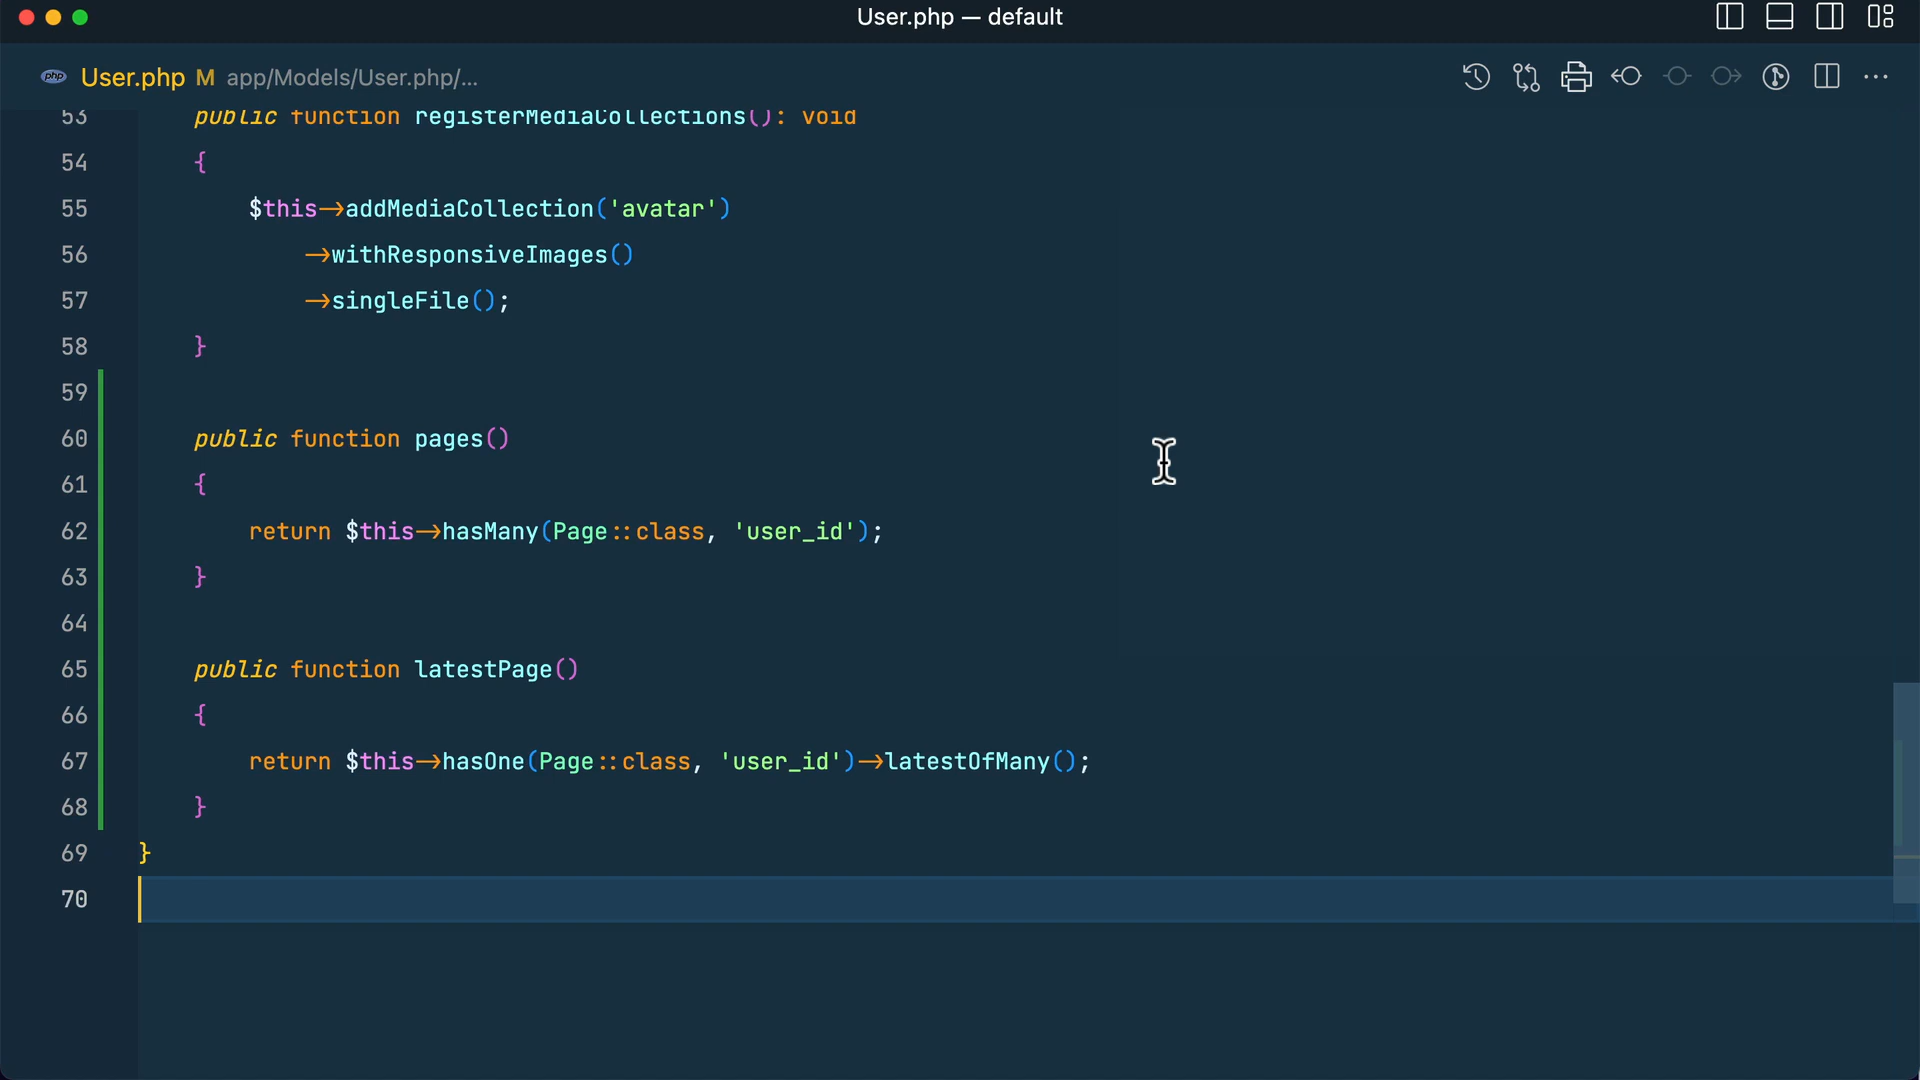 User.php — default
php User.php M app/Models/User.php/...
53 public function registerMediaCollections(): void
54 {
55 $this->addMediaCollection('avatar')
56 ->withResponsiveImages()
57 ->singleFile();
58 }
59
60 public function pages()
61 {
62 return $this->hasMany(Page::class, 'user_id');
63 }
64
65 public function latestPage()
66 {
67 return $this->hasOne(Page::class, 'user_id')->latestOfMany();
68 }
69 }
70